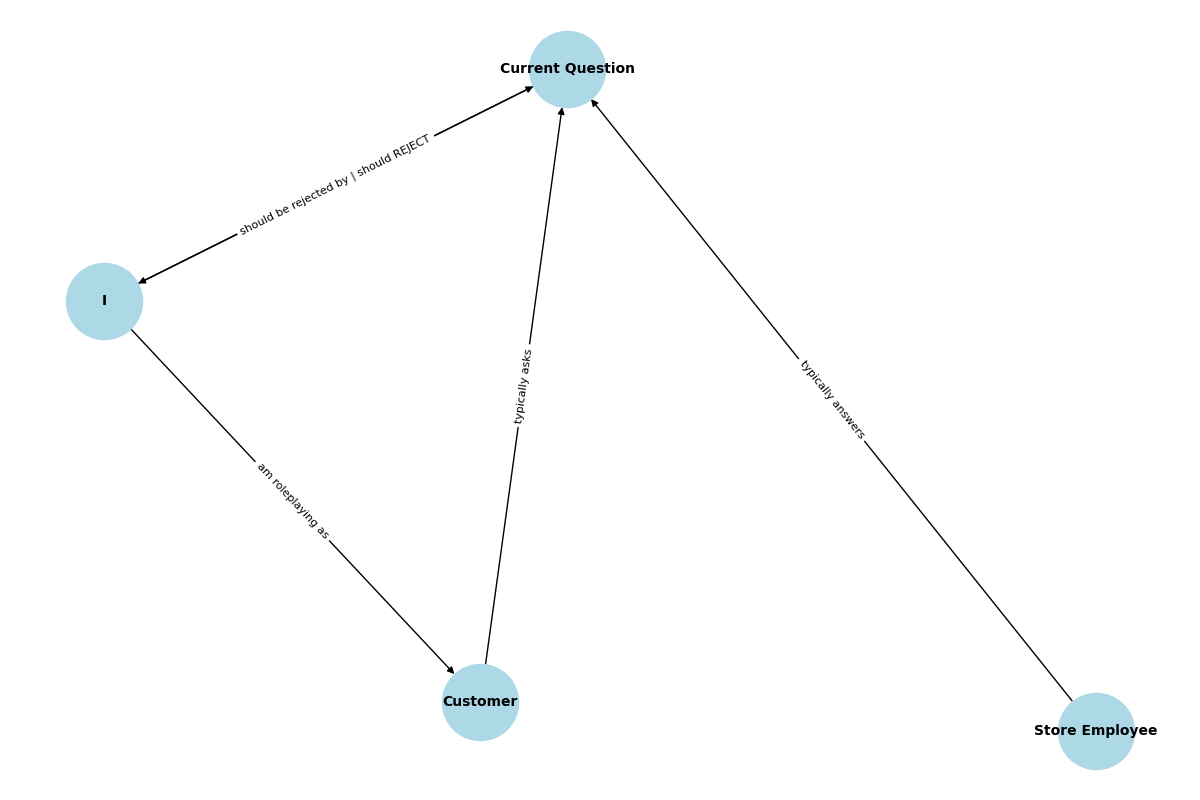 Current Question
should be rejected by | should REJECT
I
typically asks
typically answers
am roleplaying as
Customer
Store Employee